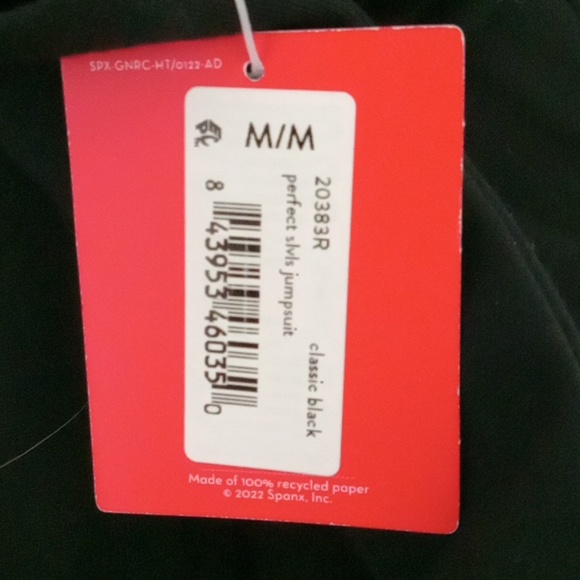 SPX-GNRC-HT/0122-AD
M/M
20383R
perfect slvls jumpsuit
classic black
8 43953 46035 0
Made of 100% recycled paper
© 2022 Spanx, Inc.